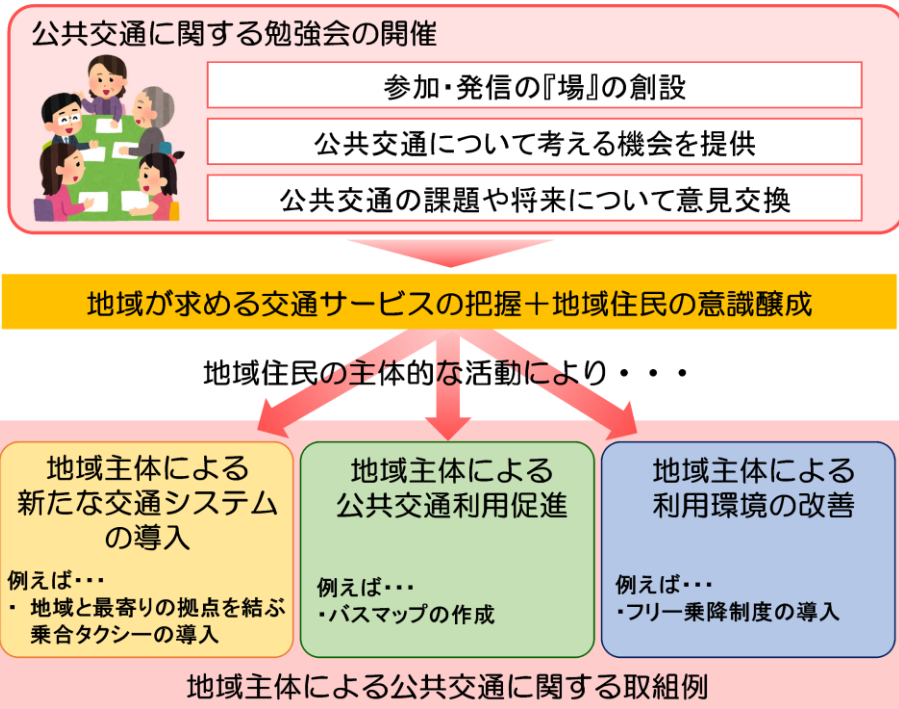 公共交通に関する勉強会の開催
参加・発信の『場』の創設
公共交通について考える機会を提供
公共交通の課題や将来について意見交換
地域が求める交通サービスの把握＋地域住民の意識醸成
地域住民の主体的な活動により・・・
地域主体による
新たな交通システム
の導入
例えば・・・
・ 地域と最寄りの拠点を結ぶ
乗合タクシーの導入
地域主体による
公共交通利用促進
例えば・・・
・バスマップの作成
地域主体による
利用環境の改善
例えば・・・
・フリー乗降制度の導入
地域主体による公共交通に関する取組例